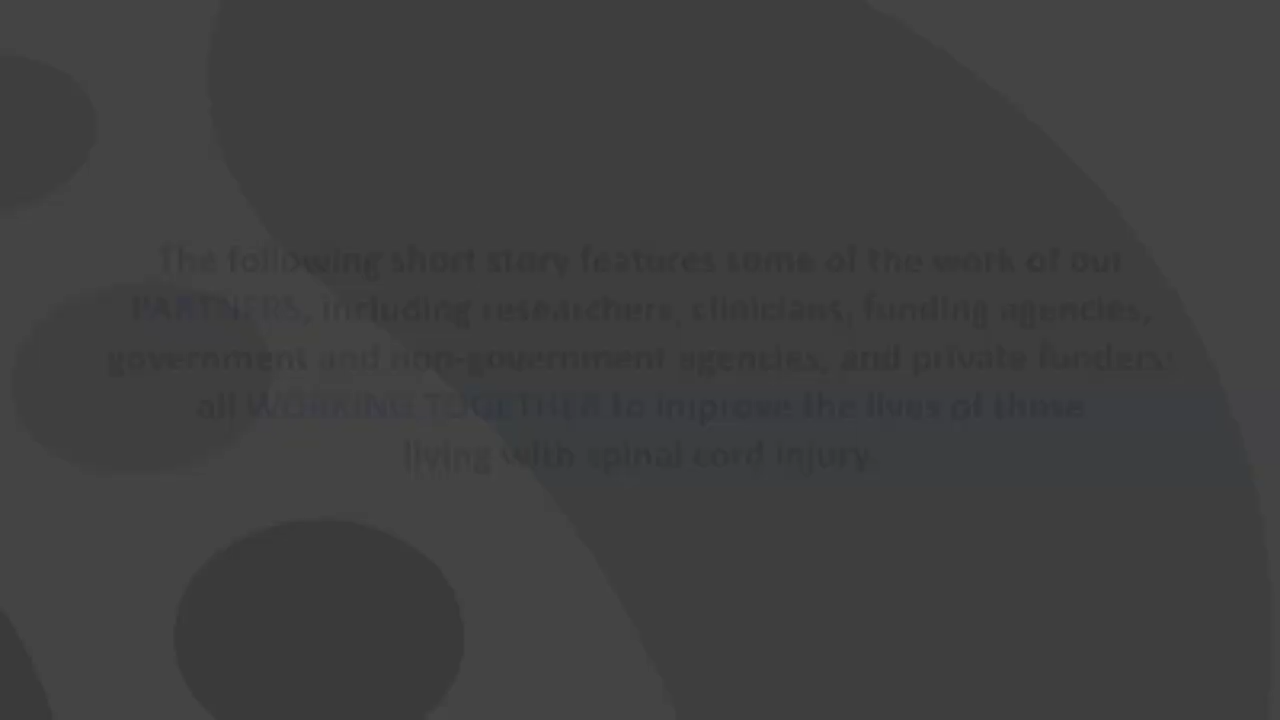 The following short story features some of the work of our
PARTNERS, including researchers, clinicians, funding agencies,
government and non-government agencies, and private funders:
all WORKING TOGETHER to improve the lives of those
living with spinal cord injury.